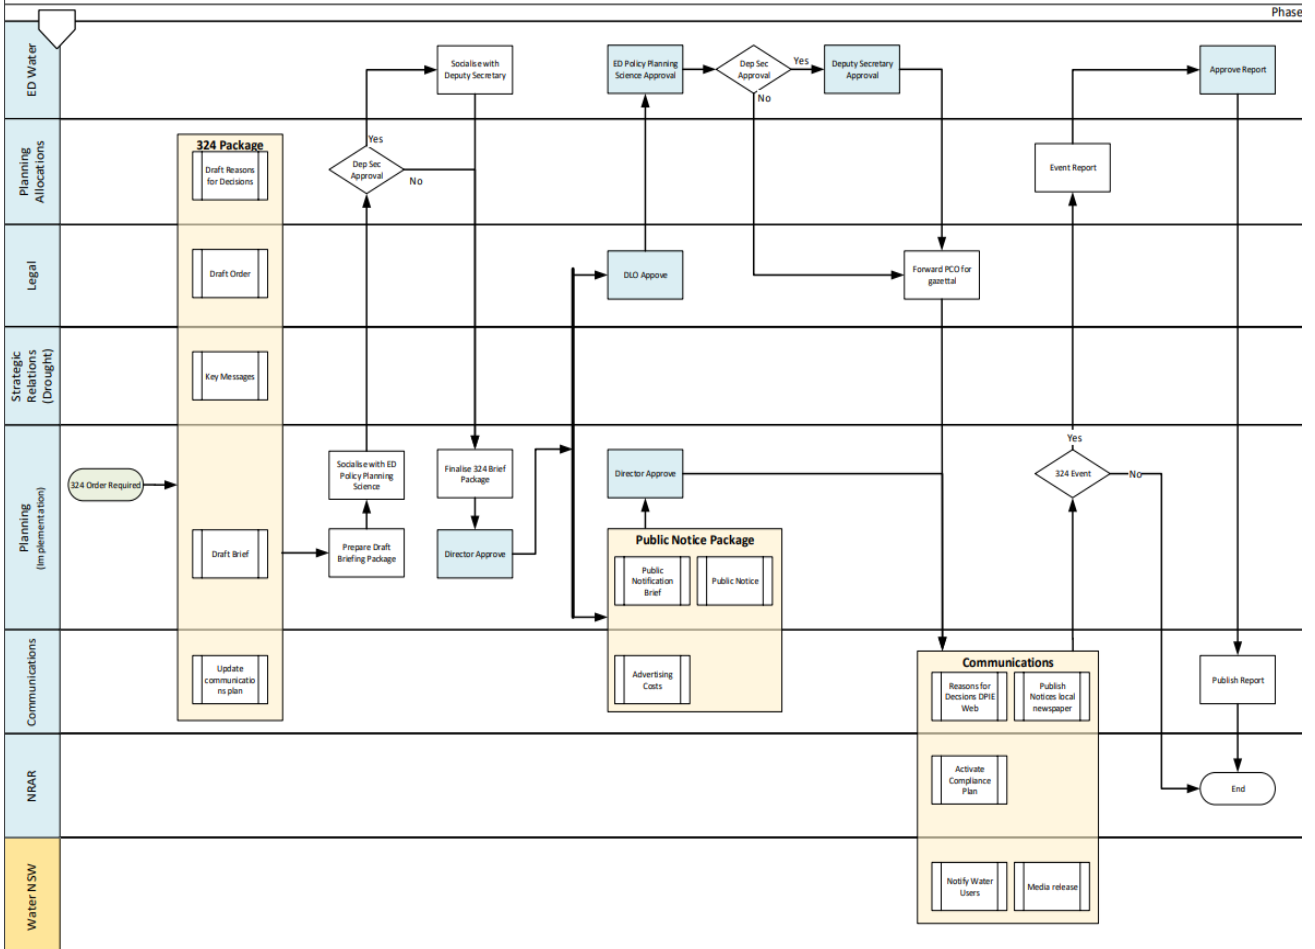 Phase
ED Water
Socialise with
Deputy Secretary
ED Policy Planning
Science Approval
Dep Sec
Approval
Yes
No
Deputy Secretary
Approval
Approve Report
Planning
Allocations
324 Package
Draft Reasons
for Decisions
Yes
Dep Sec
Approval
No
Event Report
Legal
Draft Order
DLO Appove
Forward PCO for
gazettal
Strategic
Relations
(Drought)
Key Messages
Planning
(Implementation)
324 Order Required
Draft Brief
Socialise with ED
Policy Planning
Science
Prepare Draft
Briefing Package
Finalise 324 Brief
Package
Director Approve
Director Approve
Public Notice Package
Public
Notification
Brief
Public Notice
Yes
324 Event
No
Communications
Update
communicatio
ns plan
Advertising
Costs
Communications
Reasons for
Decsions DPIE
Web
Publish
Notices local
newspaper
Publish Report
NRAR
Activate
Compliance
Plan
End
Water NSW
Notify Water
Users
Media release